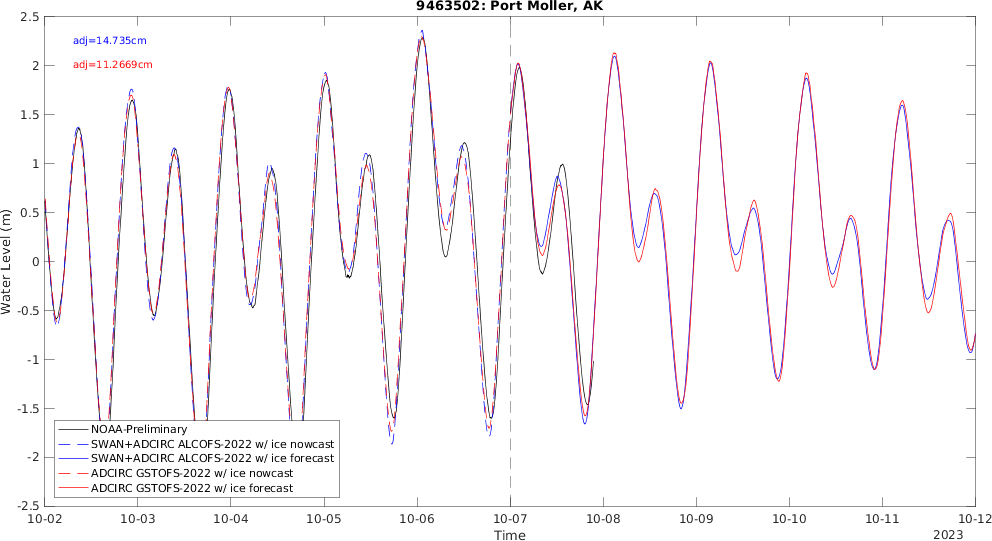 9463502: Port Moller, AK
adj=14.735cm
adj=11.2669cm
2.5
2
1.5
1
0.5
0
-0.5
-1
-1.5
-2
-2.5
Water Level (m)
NOAA-Preliminary
SWAN+ADCIRC ALCOFS-2022 w/ ice nowcast
SWAN+ADCIRC ALCOFS-2022 w/ ice forecast
ADCIRC GSTOFS-2022 w/ ice nowcast
ADCIRC GSTOFS-2022 w/ ice forecast
10-02 10-03 10-04 10-05 10-06 10-07 10-08 10-09 10-10 10-11 10-12
Time
2023